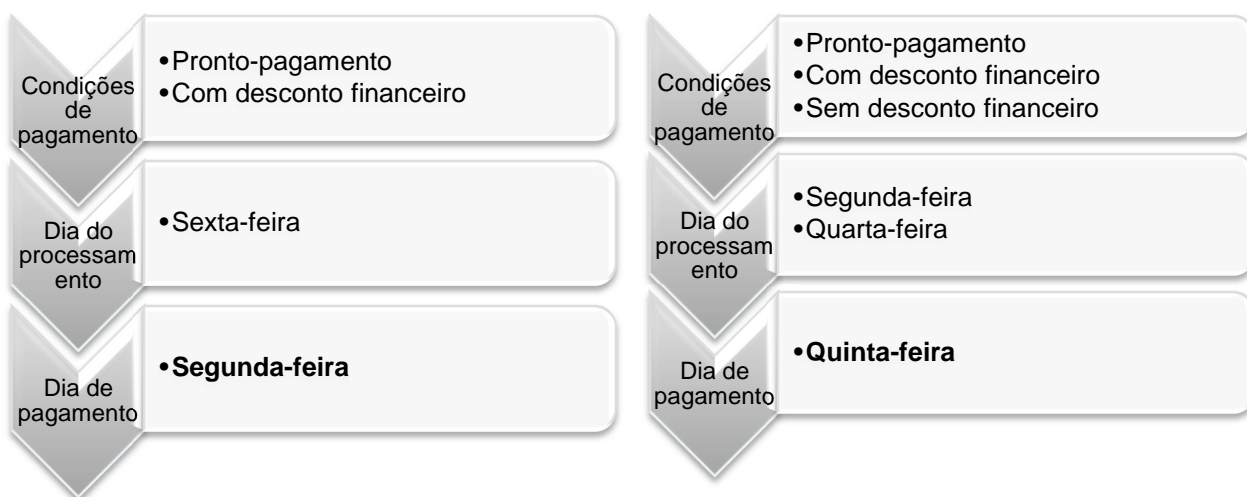 Condições
de
pagamento
•Pronto-pagamento
•Com desconto financeiro
Dia do
processam
ento
•Sexta-feira
Dia de
pagamento
•Segunda-feira
Condições
de
pagamento
•Pronto-pagamento
•Com desconto financeiro
•Sem desconto financeiro
Dia do
processam
ento
•Segunda-feira
•Quarta-feira
Dia de
pagamento
•Quinta-feira